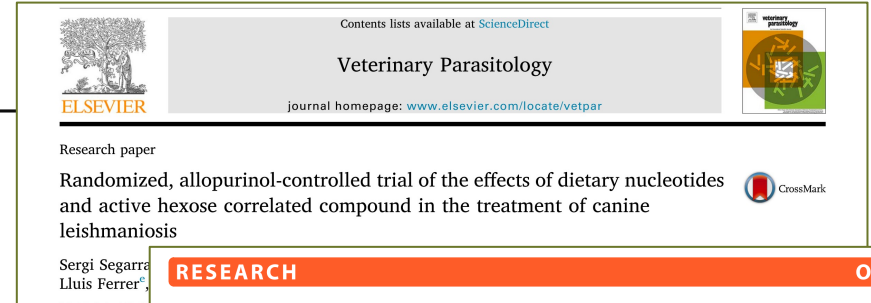 Contents lists available at ScienceDirect
Veterinary Parasitology
journal homepage: www.elsevier.com/locate/vetpar
ELSEVIER
veterinary
parasitology
Research paper
Randomized, allopurinol-controlled trial of the effects of dietary nucleotides
and active hexose correlated compound in the treatment of canine
leishmaniosis
CrossMark
Sergi Segarra
Lluis Ferrer e,
RESEARCH
O